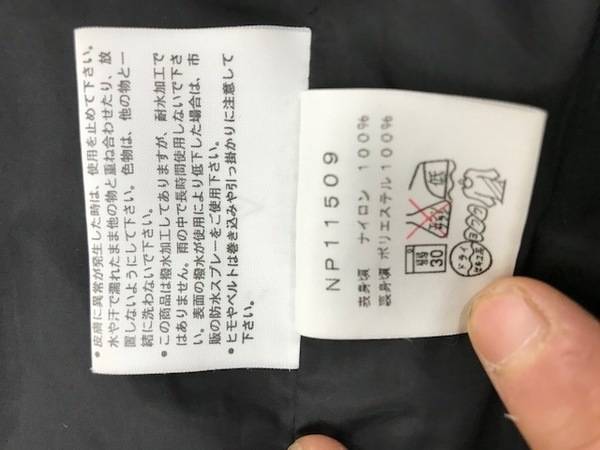 • 皮膚に異常が発生した時は、使用を止めて下さい。
水や汗で濡れたまま他の物と重ね合わせたり、放
置しないようにして下さい。色物は、他の物と一
緒に洗わないで下さい。
• この商品は撥水加工してありますが、耐水加工で
はありません。雨の中で長時間使用しないで下さ
い。表面の撥水が使用により低下した場合は、市
販の防水スプレーをご使用下さい。
• ヒモやベルトは巻き込みや引っ掛かりに注意して
下さい。
NP11509
表身頃 ナイロン 100%
裏身頃 ポリエステル 100%
30
低
ドライ